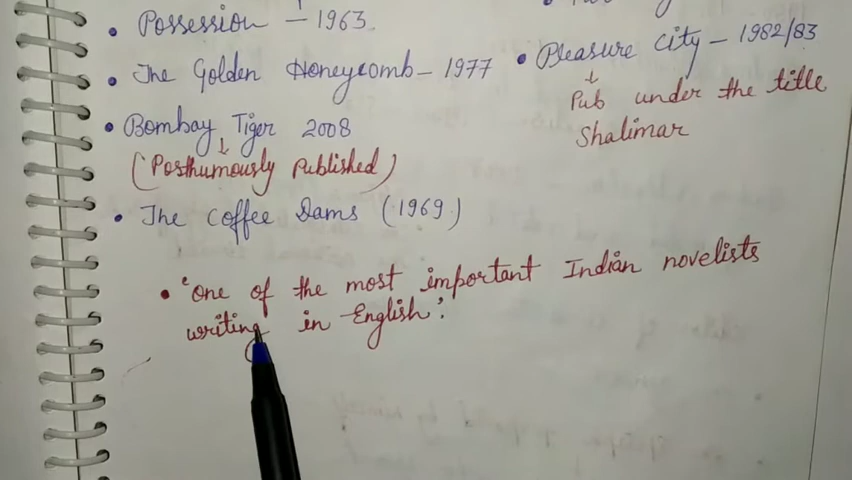 • Possession – 1963
• The Golden Honeycomb – 1977
• Bombay Tiger 2008
↓
(Posthumously Published)
• The Coffee Dams (1969)
• Pleasure City – 1982/83
↓
Pub under the title
Shalimar
• 'One of the most important Indian novelists
writing in English'.